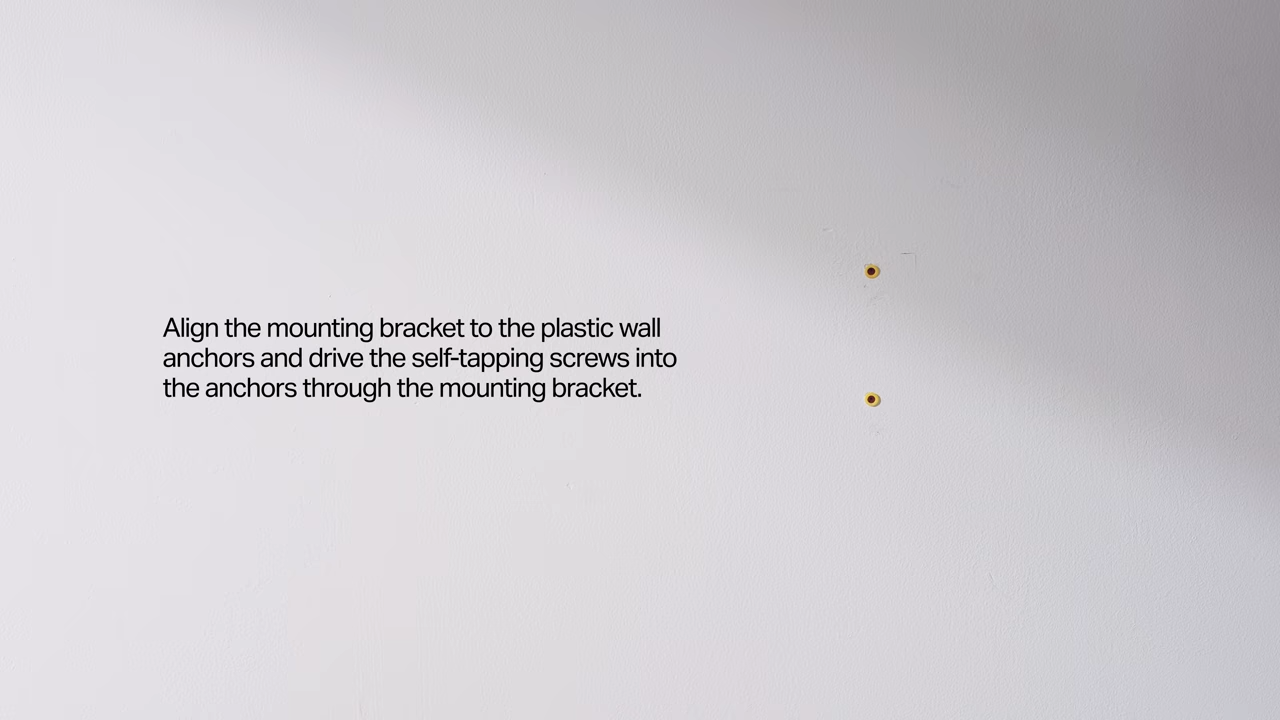 Align the mounting bracket to the plastic wall
anchors and drive the self-tapping screws into
the anchors through the mounting bracket.